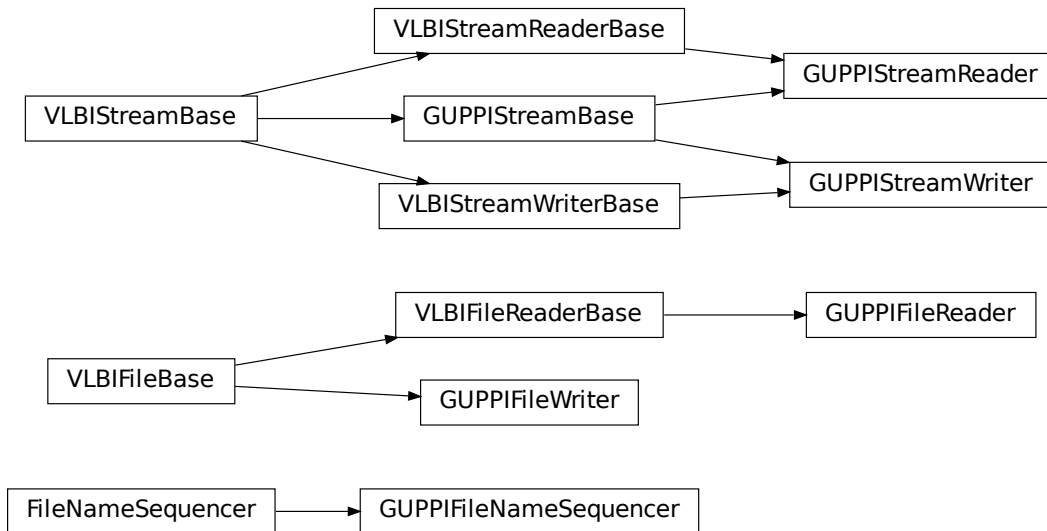 VLBIStreamReaderBase
GUPPIStreamReader
VLBIStreamBase
GUPPIStreamBase
GUPPIStreamWriter
VLBIStreamWriterBase
VLBIFileReaderBase
GUPPIFileReader
VLBIFileBase
GUPPIFileWriter
FileNameSequencer
GUPPIFileNameSequencer